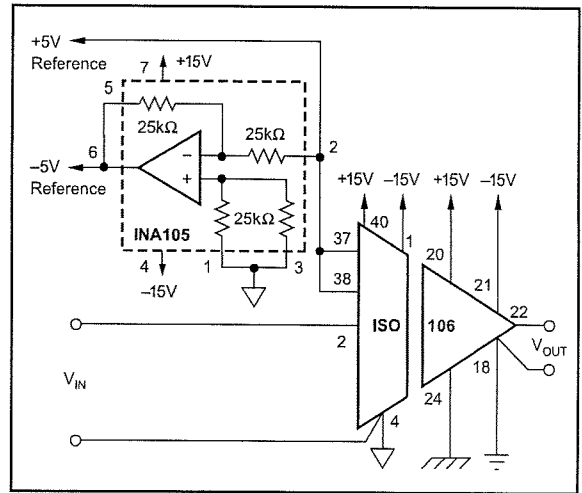 +5V
Reference
7
+15V
5
25kΩ
25kΩ
6
2
–5V
Reference
–
+
25kΩ
+15V
–15V
40
1
+15V
–15V
INA105
37
20
21
4
1
3
38
–15V
22
ISO
106
2
V_OUT
18
V_IN
4
24